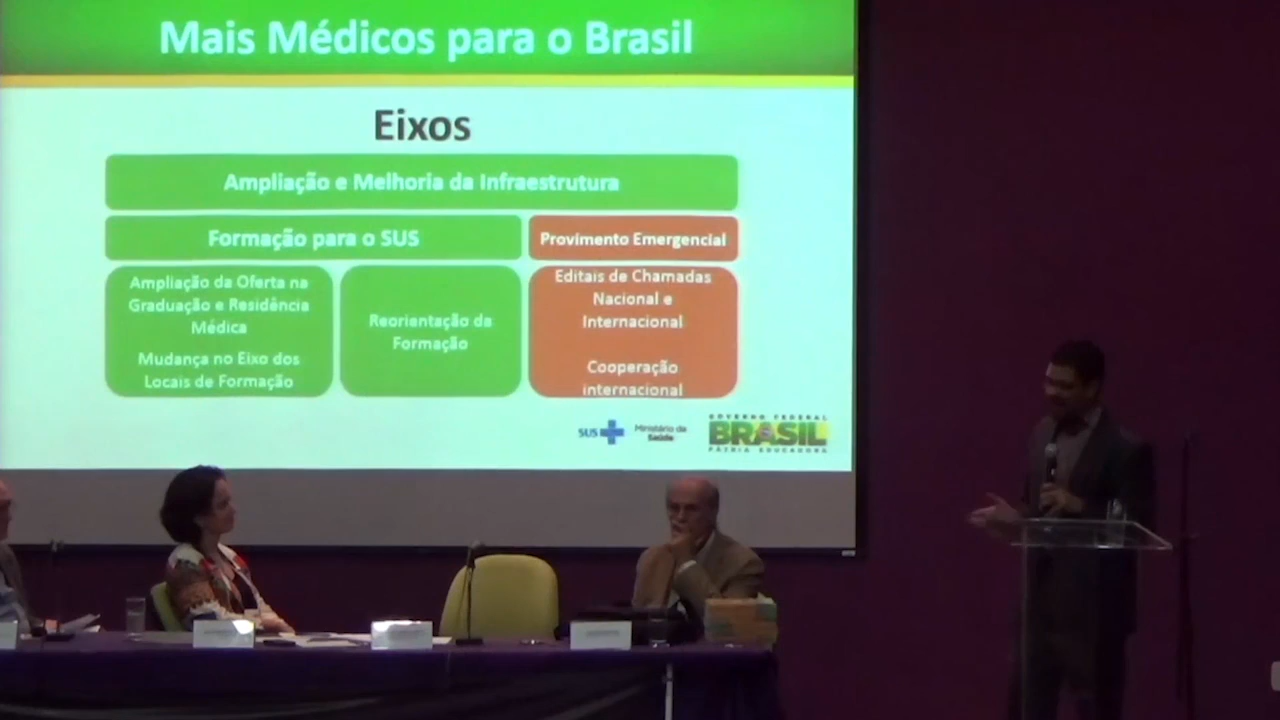 Mais Médicos para o Brasil
Eixos
Ampliação e Melhoria da Infraestrutura
Formação para o SUS
Provimento Emergencial
Ampliação da Oferta na
Graduação e Residência
Médica
Mudança no Eixo dos
Locais de Formação
Reorientação da
Formação
Editais de Chamadas
Nacional e
Internacional
Cooperação
internacional
SUS
Ministério da
Saúde
GOVERNO FEDERAL
BRASIL
PÁTRIA EDUCADORA